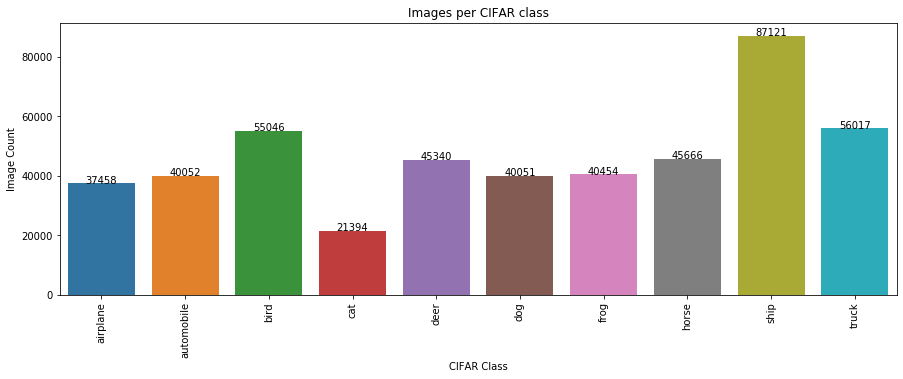 Images per CIFAR class
Image Count
80000
60000
40000
20000
0
37458
40052
55046
21394
45340
40051
40454
45666
87121
56017
airplane
automobile
bird
cat
deer
dog
frog
horse
ship
truck
CIFAR Class